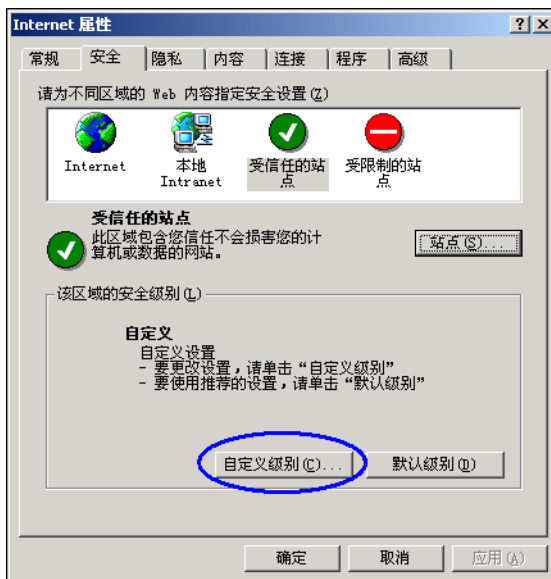 Internet 属性
常规 安全 隐私 内容 连接 程序 高级
请为不同区域的 Web 内容指定安全设置(Z)
Internet 本地 Intranet 受信任的站点 受限制的站点
受信任的站点
此区域包含您信任不会损害您的计
算机或数据的网站。
站点(S)...
该区域的安全级别(L)
自定义
自定义设置
- 要更改设置，请单击“自定义级别”
- 要使用推荐的设置，请单击“默认级别”
自定义级别(C)... 默认级别(D)
确定 取消 应用(A)